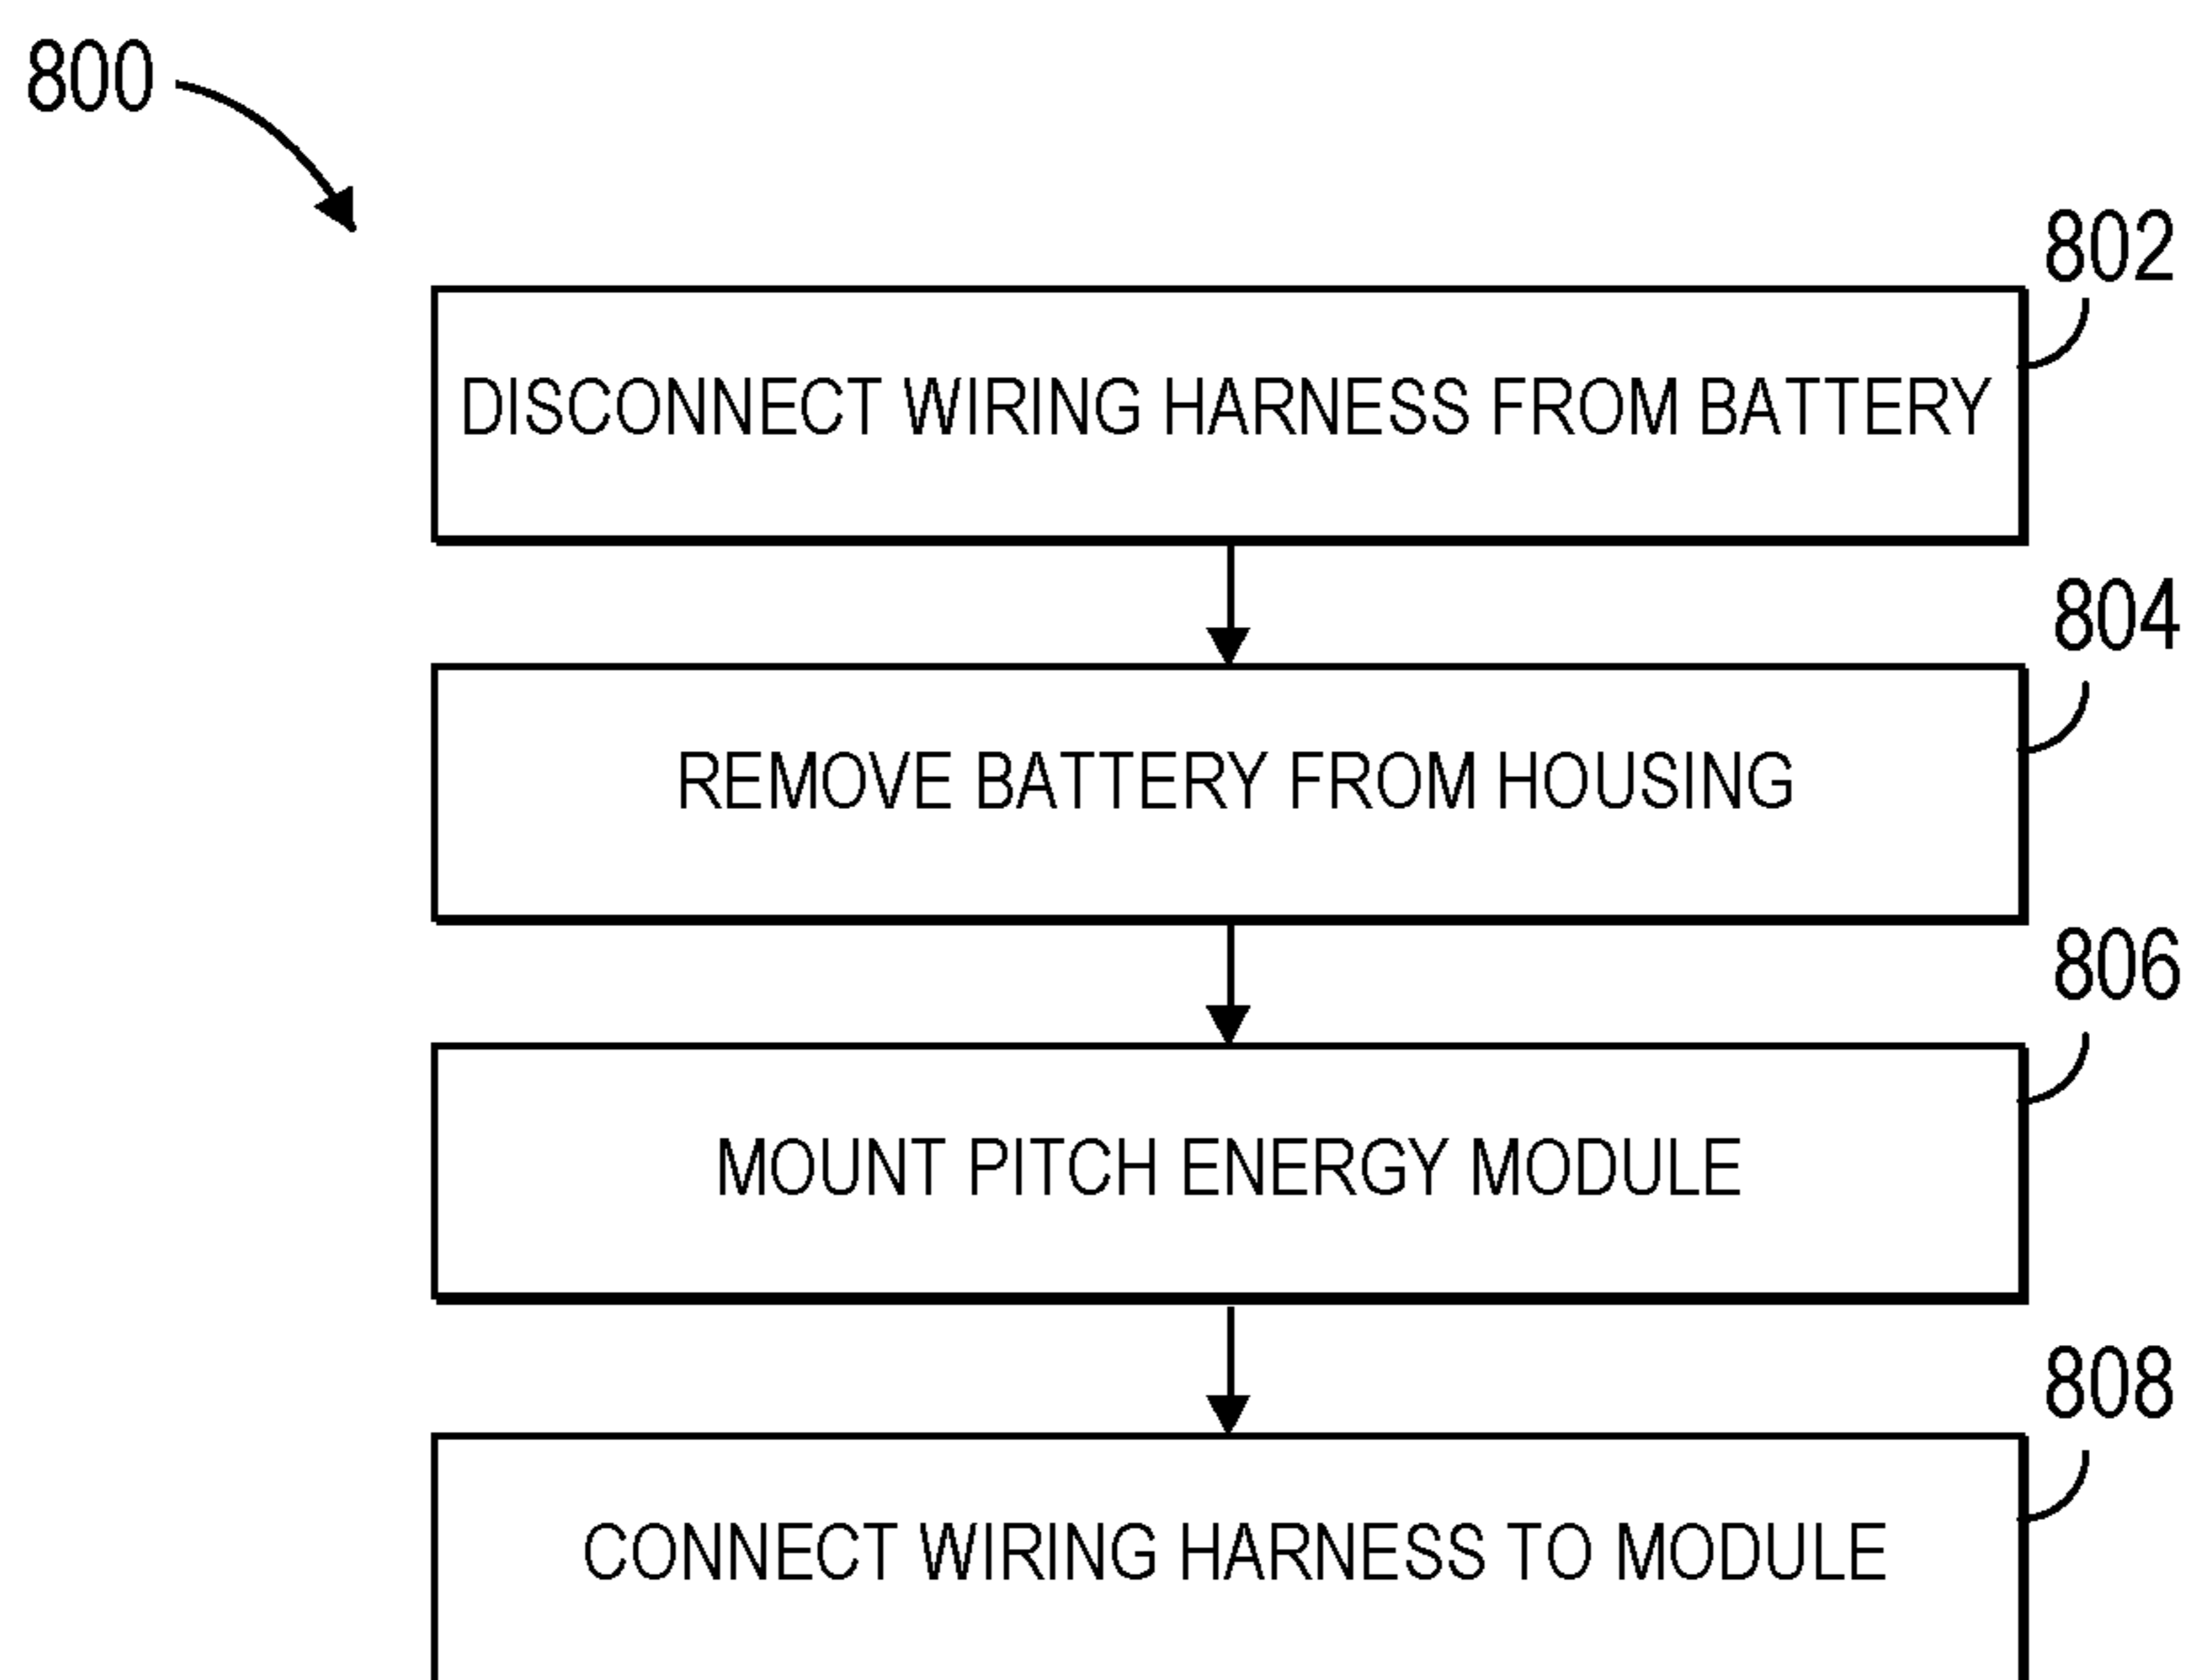 800
802
DISCONNECT WIRING HARNESS FROM BATTERY
804
REMOVE BATTERY FROM HOUSING
806
MOUNT PITCH ENERGY MODULE
808
CONNECT WIRING HARNESS TO MODULE